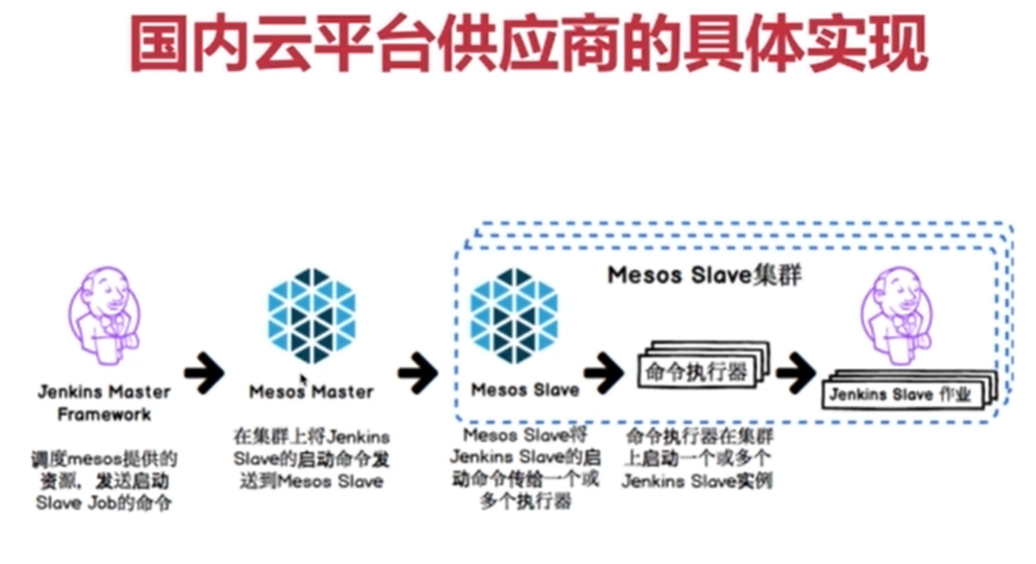 国内云平台供应商的具体实现
Mesos Slave集群
Jenkins Master
Framework
Mesos Master
Mesos Slave
命令执行器
Jenkins Slave 作业
调度mesos提供的
资源，发送启动
Slave Job的命令
在集群上将Jenkins
Slave的启动命令发
送到Mesos Slave
Mesos Slave将
Jenkins Slave的启
动命令传给一个或
多个执行器
命令执行器在集群
上启动一个或多个
Jenkins Slave实例